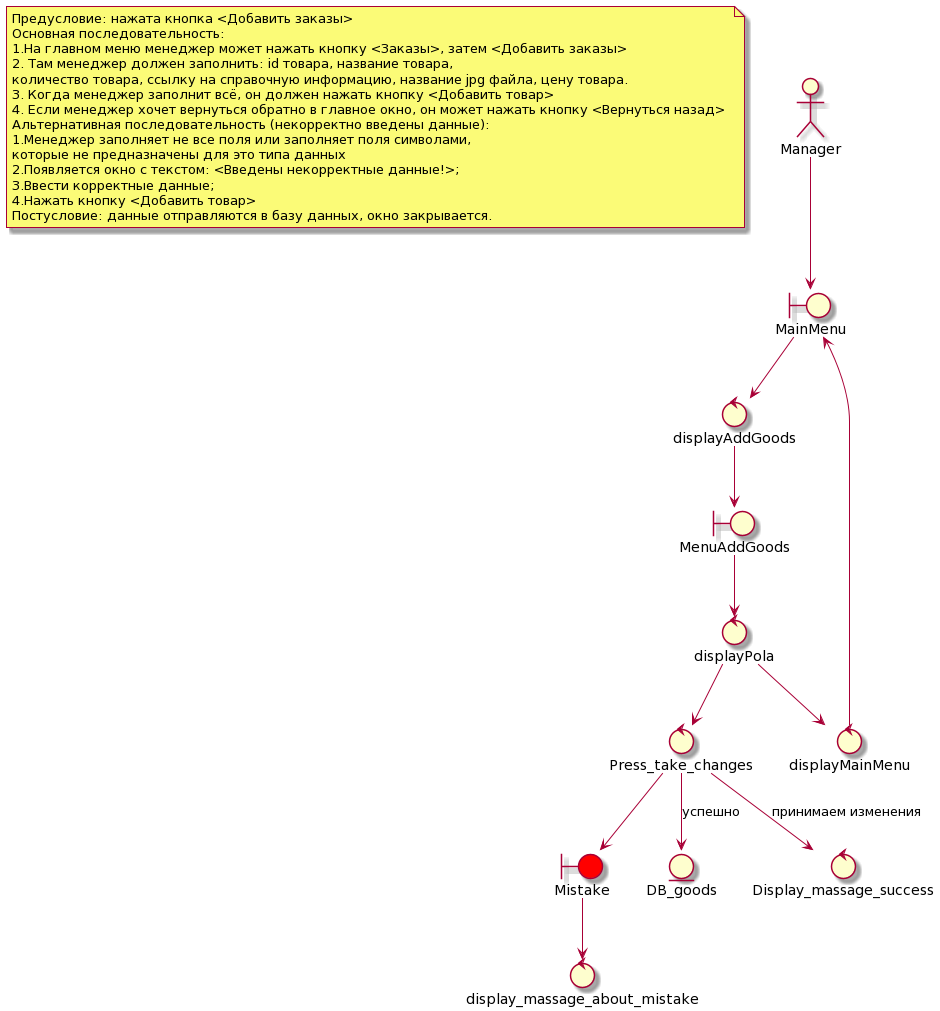 Предусловие: нажата кнопка <Добавить заказы>
Основная последовательность:
1.На главном меню менеджер может нажать кнопку <Заказы>, затем <Добавить заказы>
2. Там менеджер должен заполнить: id товара, название товара,
количество товара, ссылку на справочную информацию, название jpg файла, цену товара.
3. Когда менеджер заполнит всё, он должен нажать кнопку <Добавить товар>
4. Если менеджер хочет вернуться обратно в главное окно, он может нажать кнопку <Вернуться назад>
Альтернативная последовательность (некорректно введены данные):
1.Менеджер заполняет не все поля или заполняет поля символами,
которые не предназначены для это типа данных
2.Появляется окно с текстом: <Введены некорректные данные!>;
3.Ввести корректные данные;
4.Нажать кнопку <Добавить товар>
Постусловие: данные отправляются в базу данных, окно закрывается.
Manager
MainMenu
displayAddGoods
MenuAddGoods
displayPola
Press_take_changes
displayMainMenu
успешно
принимаем изменения
Mistake
DB_goods
Display_massage_success
display_massage_about_mistake